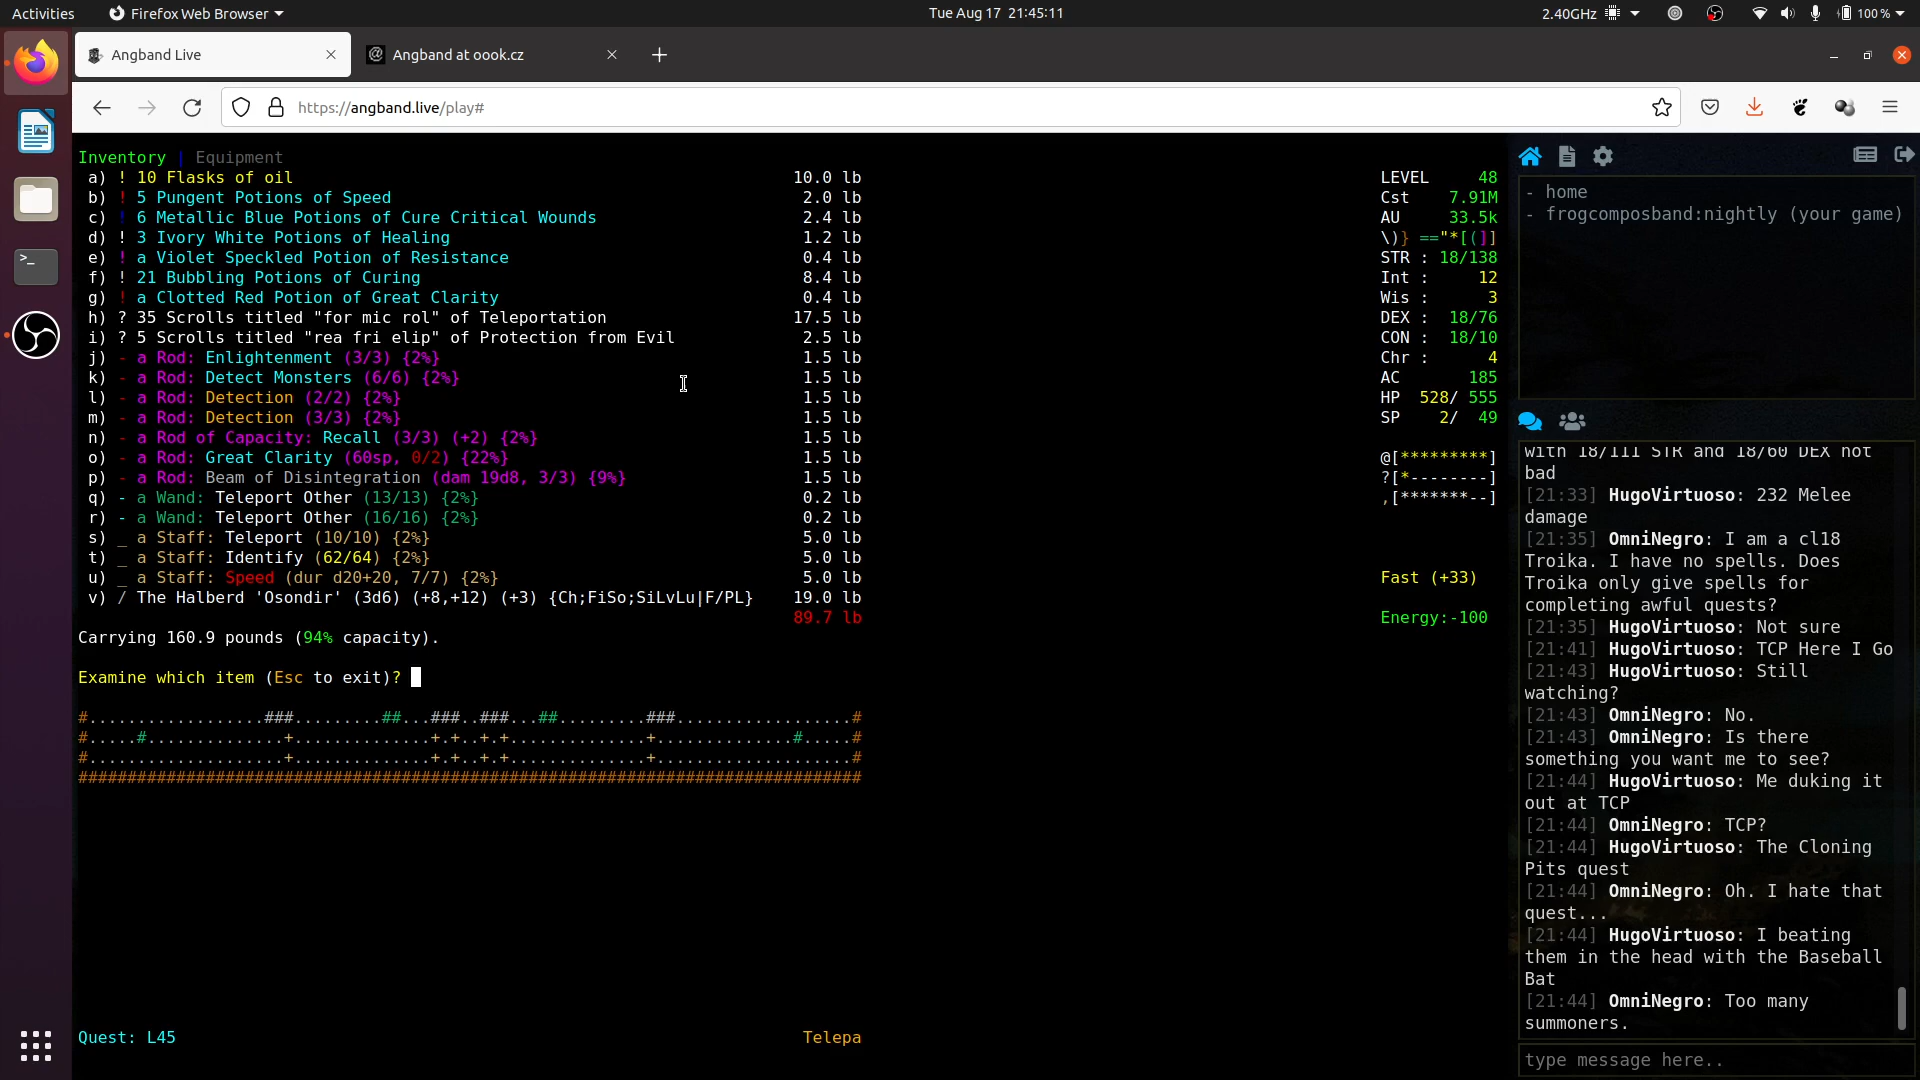 Activities Firefox Web Browser Tue Aug 17 21:45:11 2.40GHz 100 %
Angband Live Angband at oook.cz
https://angband.live/play#
Inventory | Equipment
a) ! 10 Flasks of oil 10.0 lb
b) ! 5 Pungent Potions of Speed 2.0 lb
c) ! 6 Metallic Blue Potions of Cure Critical Wounds 2.4 lb
d) ! 3 Ivory White Potions of Healing 1.2 lb
e) ! a Violet Speckled Potion of Resistance 0.4 lb
f) ! 21 Bubbling Potions of Curing 8.4 lb
g) ! a Clotted Red Potion of Great Clarity 0.4 lb
h) ? 35 Scrolls titled "for mic rol" of Teleportation 17.5 lb
i) ? 5 Scrolls titled "rea fri elip" of Protection from Evil 2.5 lb
j) - a Rod: Enlightenment (3/3) {2%} 1.5 lb
k) - a Rod: Detect Monsters (6/6) {2%} 1.5 lb
l) - a Rod: Detection (2/2) {2%} 1.5 lb
m) - a Rod: Detection (3/3) {2%} 1.5 lb
n) - a Rod of Capacity: Recall (3/3) (+2) {2%} 1.5 lb
o) - a Rod: Great Clarity (60sp, 0/2) {22%} 1.5 lb
p) - a Rod: Beam of Disintegration (dam 19d8, 3/3) {9%} 1.5 lb
q) - a Wand: Teleport Other (13/13) {2%} 0.2 lb
r) - a Wand: Teleport Other (16/16) {2%} 0.2 lb
s) _ a Staff: Teleport (10/10) {2%} 5.0 lb
t) _ a Staff: Identify (62/64) {2%} 5.0 lb
u) _ a Staff: Speed (dur d20+20, 7/7) {2%} 5.0 lb
v) / The Halberd 'Osondir' (3d6) (+8,+12) (+3) {Ch;FiSo;SiLvLu|F/PL} 19.0 lb
89.7 lb
Carrying 160.9 pounds (94% capacity).
Examine which item (Esc to exit)?
#..................###.........##...###..###...##.........###..................#
#.....#..............+..............+.+..+.+..............+..............#.....#
#....................+..............+.+..+.+..............+....................#
################################################################################
Quest: L45 Telepa
LEVEL 48
Cst 7.91M
AU 33.5k
\)} =="*[(]]
STR : 18/138
Int : 12
Wis : 3
DEX : 18/76
CON : 18/10
Chr : 4
AC 185
HP 528/ 555
SP 2/ 49
@[*********]
?[*--------]
,[*******--]
Fast (+33)
Energy:-100
- home
- frogcomposband:nightly (your game)
with 18/111 STR and 18/60 DEX not
bad
[21:33] HugoVirtuoso: 232 Melee
damage
[21:35] OmniNegro: I am a cl18
Troika. I have no spells. Does
Troika only give spells for
completing awful quests?
[21:35] HugoVirtuoso: Not sure
[21:41] HugoVirtuoso: TCP Here I Go
[21:43] HugoVirtuoso: Still
watching?
[21:43] OmniNegro: No.
[21:43] OmniNegro: Is there
something you want me to see?
[21:44] HugoVirtuoso: Me duking it
out at TCP
[21:44] OmniNegro: TCP?
[21:44] HugoVirtuoso: The Cloning
Pits quest
[21:44] OmniNegro: Oh. I hate that
quest...
[21:44] HugoVirtuoso: I beating
them in the head with the Baseball
Bat
[21:44] OmniNegro: Too many
summoners.
type message here..